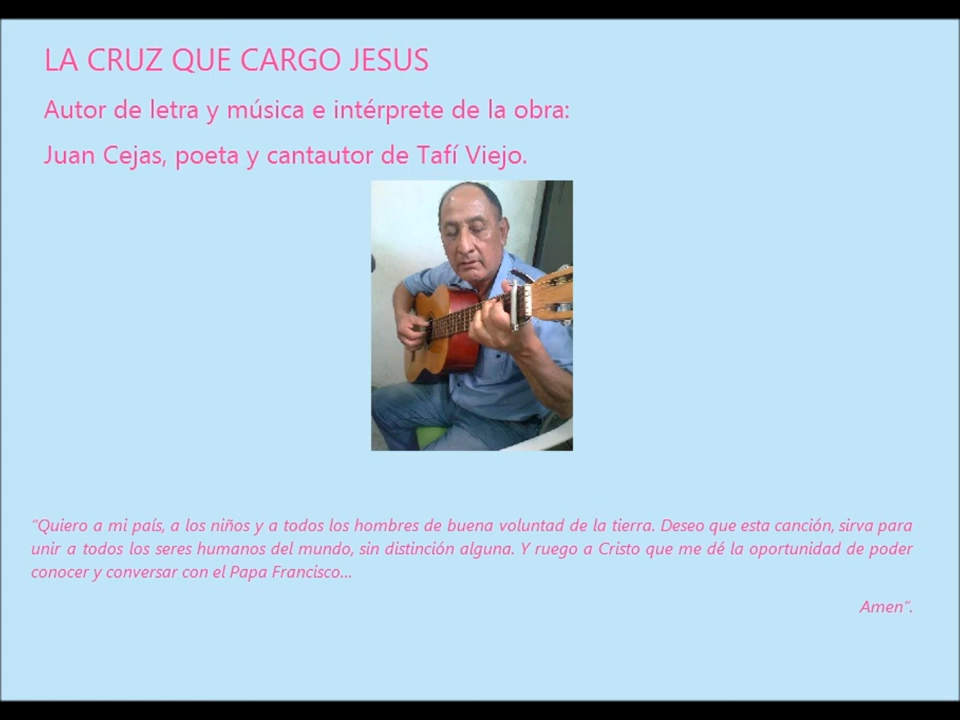 LA CRUZ QUE CARGO JESUS
Autor de letra y música e intérprete de la obra:
Juan Cejas, poeta y cantautor de Tafí Viejo.
“Quiero a mi país, a los niños y a todos los hombres de buena voluntad de la tierra. Deseo que esta canción, sirva para
unir a todos los seres humanos del mundo, sin distinción alguna. Y ruego a Cristo que me dé la oportunidad de poder
conocer y conversar con el Papa Francisco...
Amen”.